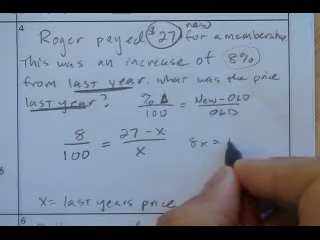 4
Roger payed $27 (new) for a membership
This was an increase of 8%
from last year. what was the price
last year?
%Δ/100 = New-OLD/OLD
8/100 = 27-x/x
8x =
x = last years price
6